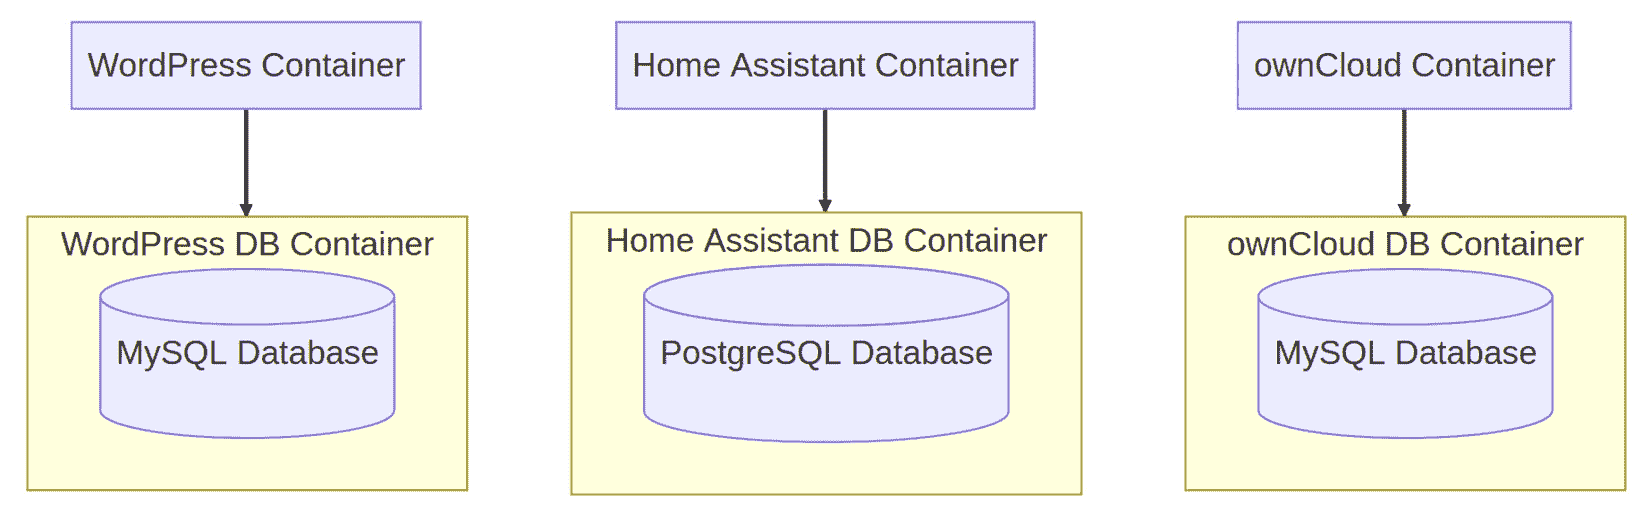 WordPress Container
Home Assistant Container
ownCloud Container
WordPress DB Container
Home Assistant DB Container
ownCloud DB Container
MySQL Database
PostgreSQL Database
MySQL Database